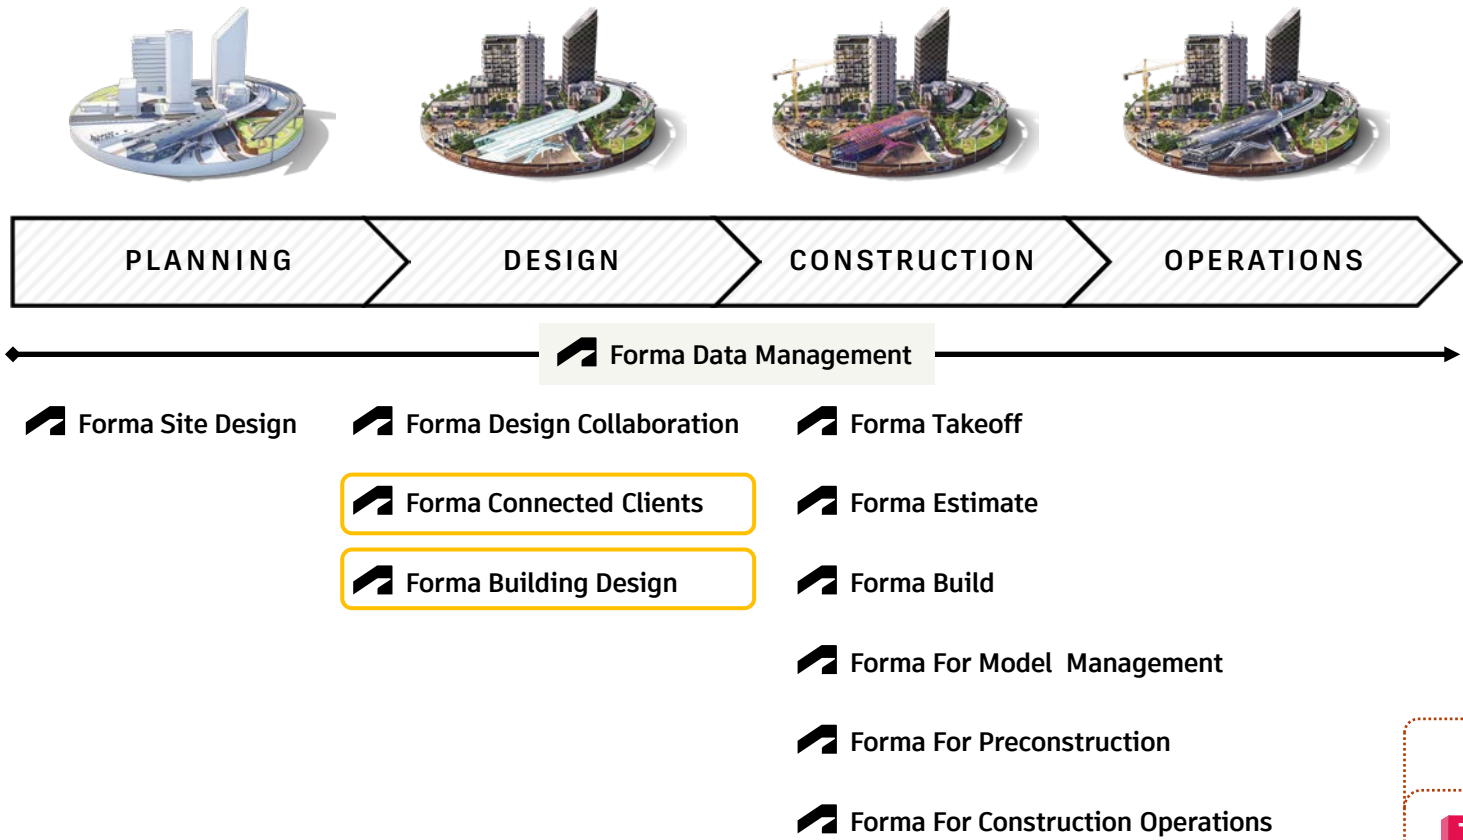 PLANNING
DESIGN
CONSTRUCTION
OPERATIONS
Forma Data Management
Forma Site Design
Forma Design Collaboration
Forma Takeoff
Forma Connected Clients
Forma Estimate
Forma Building Design
Forma Build
Forma For Model  Management
Forma For Preconstruction
Forma For Construction Operations